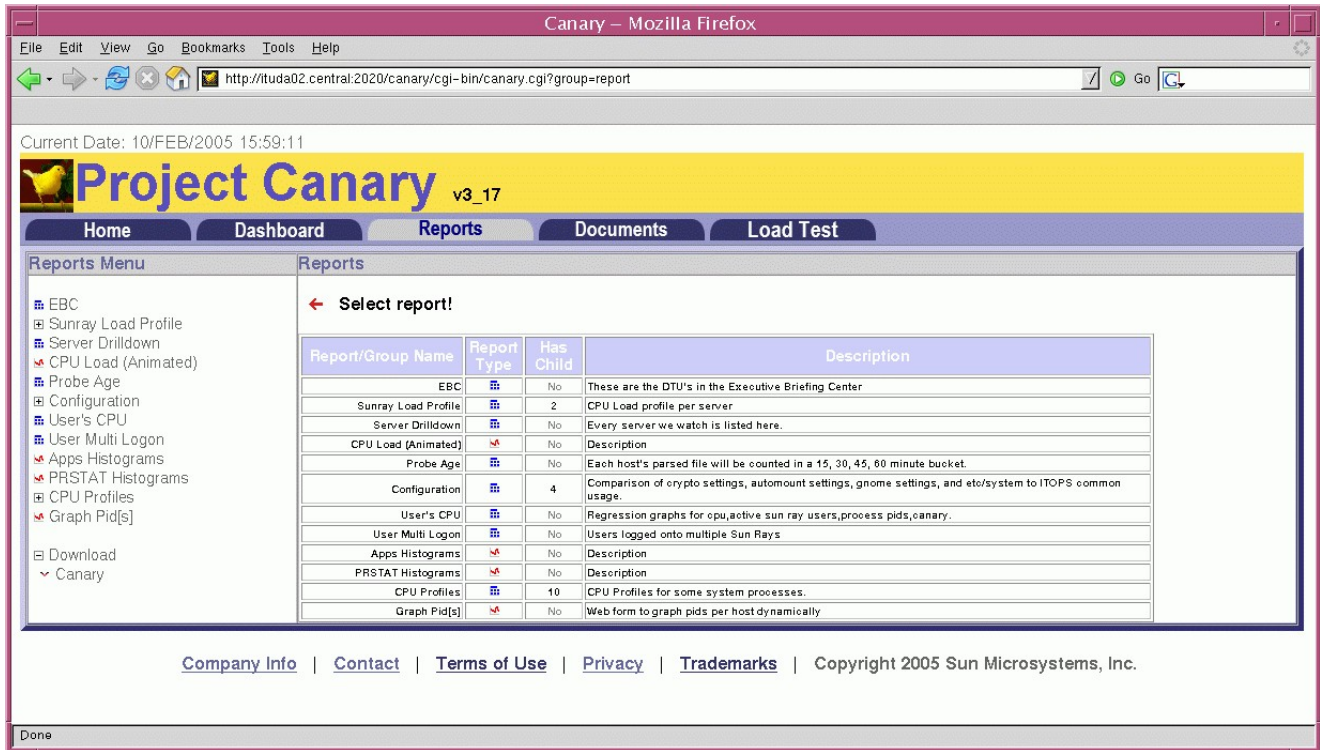 Canary – Mozilla Firefox
File Edit View Go Bookmarks Tools Help
http://ituda02.central:2020/canary/cgi-bin/canary.cgi?group=report Go G
Current Date: 10/FEB/2005 15:59:11
Project Canary v3_17
Home Dashboard Reports Documents Load Test
Reports Menu
EBC
Sunray Load Profile
Server Drilldown
CPU Load (Animated)
Probe Age
Configuration
User's CPU
User Multi Logon
Apps Histograms
PRSTAT Histograms
CPU Profiles
Graph Pid[s]
Download
Canary
Reports
Select report!
Report/Group Name Report Type Has Child Description
EBC No These are the DTU's in the Executive Briefing Center
Sunray Load Profile 2 CPU Load profile per server
Server Drilldown No Every server we watch is listed here.
CPU Load (Animated) No Description
Probe Age No Each host's parsed file will be counted in a 15, 30, 45, 60 minute bucket.
Configuration 4 Comparison of crypto settings, automount settings, gnome settings, and etc/system to ITOPS common
usage.
User's CPU No Regression graphs for cpu,active sun ray users,process pids,canary.
User Multi Logon No Users logged onto multiple Sun Rays
Apps Histograms No Description
PRSTAT Histograms No Description
CPU Profiles 10 CPU Profiles for some system processes.
Graph Pid[s] No Web form to graph pids per host dynamically
Company Info | Contact | Terms of Use | Privacy | Trademarks | Copyright 2005 Sun Microsystems, Inc.
Done